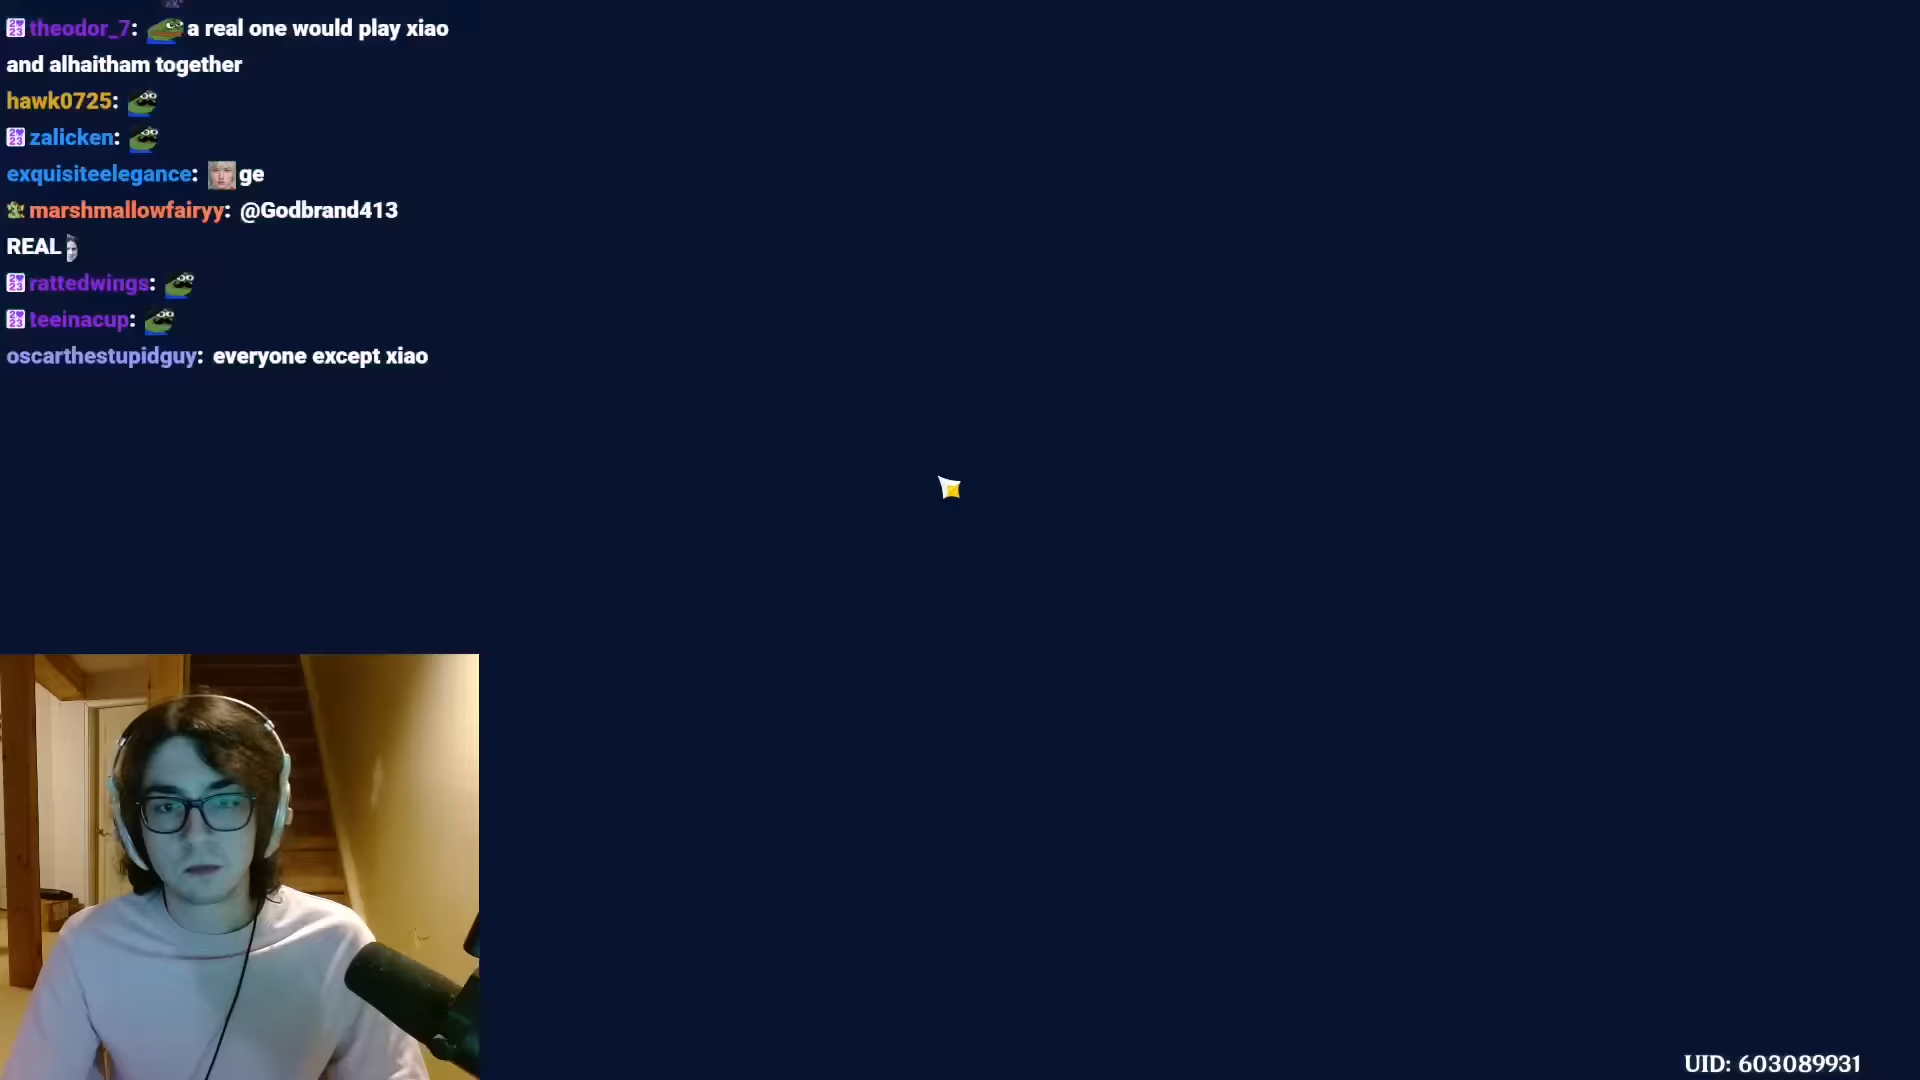 theodor_7: a real one would play xiao
and alhaitham together
hawk0725:
zalicken:
exquisiteelegance: ge
marshmallowfairyy: @Godbrand413
REAL
rattedwings:
teeinacup:
oscarthestupidguy: everyone except xiao
UID: 603089931